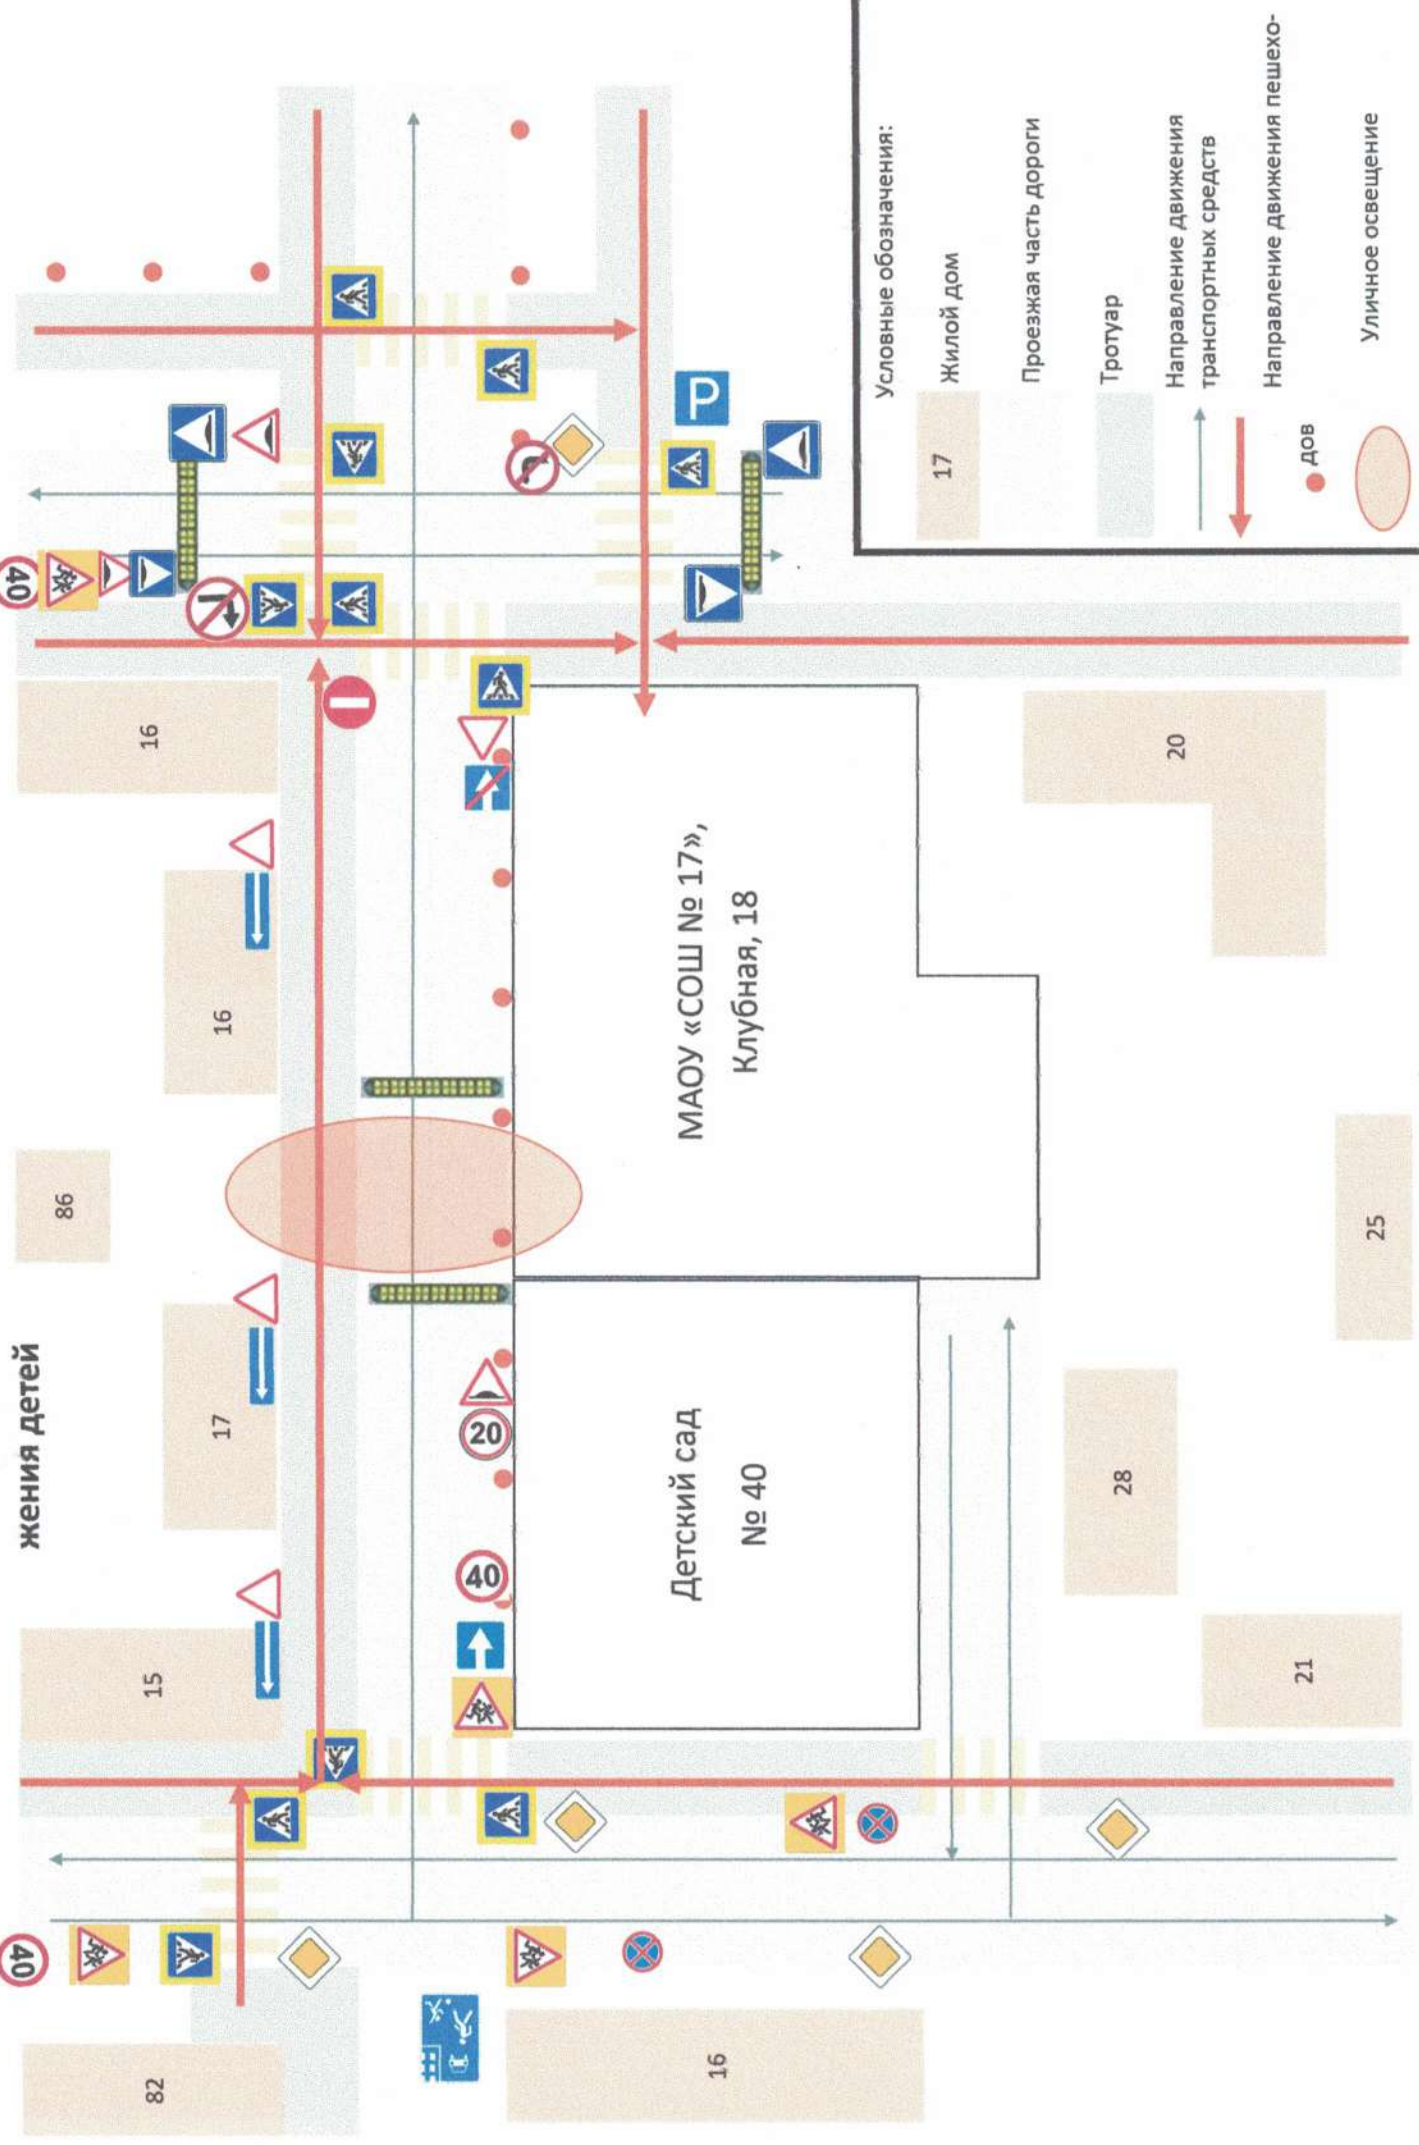 жения детей
82
15
17
86
16
16
16
40
40
40
20
P
Детский сад
№ 40
МАОУ «СОШ № 17»,
Клубная, 18
21
28
25
20
Условные обозначения:
17
Жилой дом
Проезжая часть дороги
Тротуар
Направление движения
транспортных средств
Направление движения пешехо-
дов
Уличное освещение